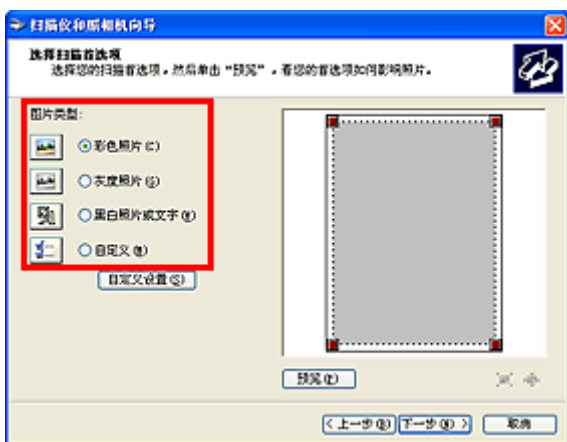 扫描仪和照相机向导
选择扫描首选项
选择您的扫描首选项，然后单击“预览”，看您的首选项如何影响照片。
图片类型:
彩色照片(C)
灰度照片(G)
黑白照片或文字(W)
自定义(M)
自定义设置(S)
预览(P)
< 上一步(B) 下一步(N) > 取消